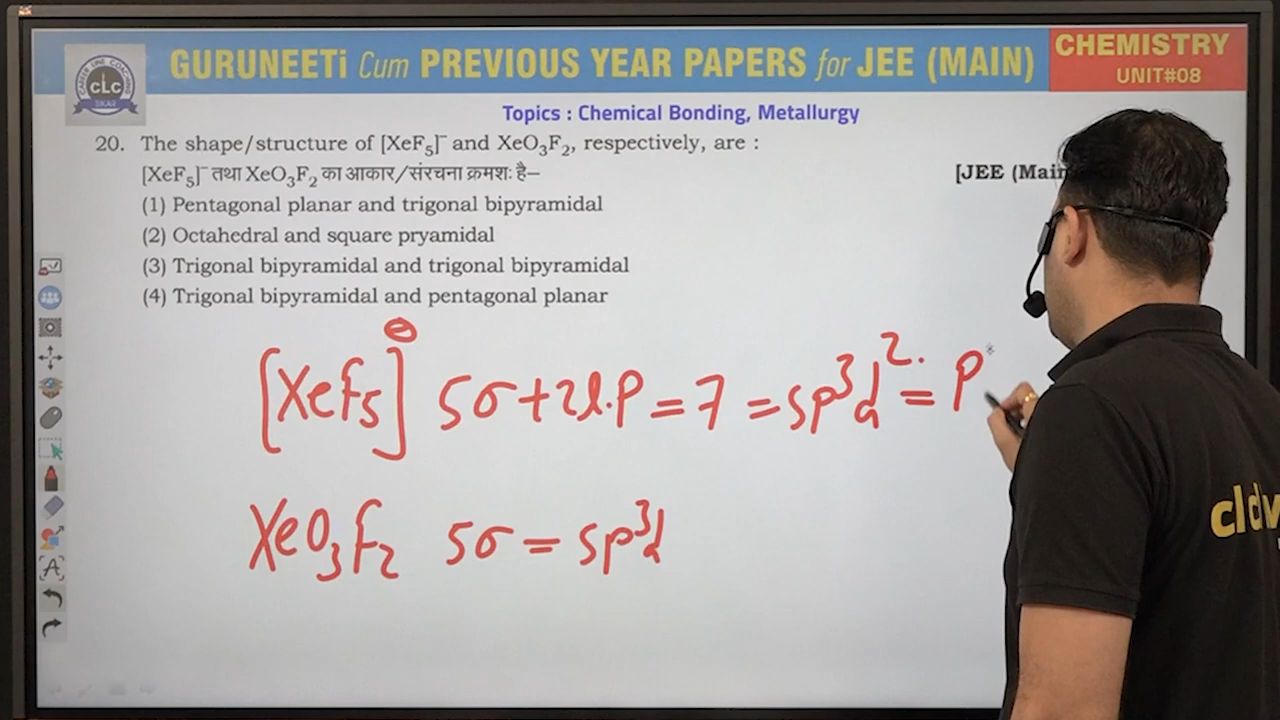 GURUNEETi Cum PREVIOUS YEAR PAPERS for JEE (MAIN)
CHEMISTRY
UNIT#08
CLC
SIKAR
Topics : Chemical Bonding, Metallurgy
20. The shape/structure of [XeF₅]⁻ and XeO₃F₂, respectively, are :
[XeF₅]⁻ तथा XeO₃F₂ का आकार/संरचना क्रमशः है–
[JEE (Main
(1) Pentagonal planar and trigonal bipyramidal
(2) Octahedral and square pryamidal
(3) Trigonal bipyramidal and trigonal bipyramidal
(4) Trigonal bipyramidal and pentagonal planar
[XeF₅]⊖ 5σ+2l.P = 7 = sp³d². = P
XeO₃F₂ 5σ = sp³d